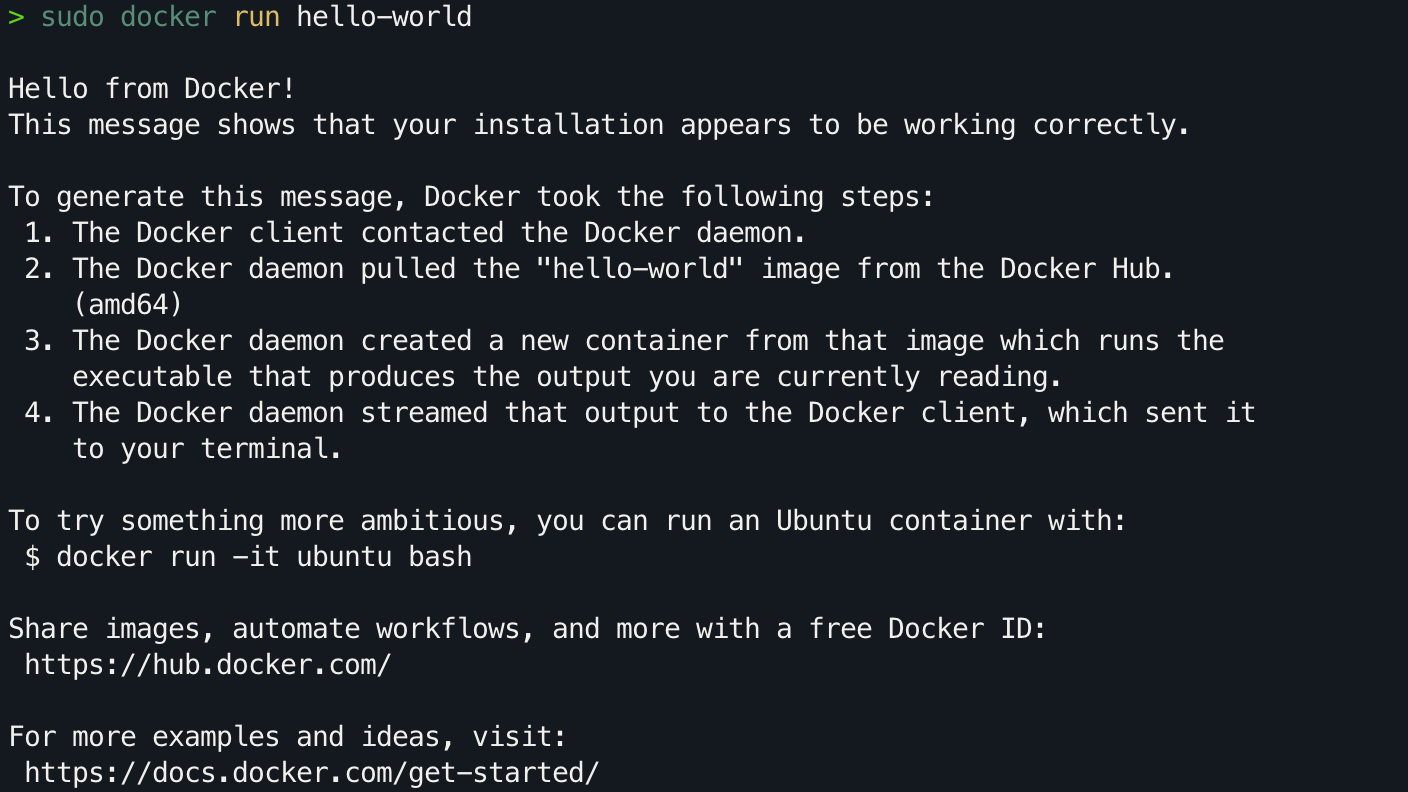 > sudo docker run hello-world
Hello from Docker!
This message shows that your installation appears to be working correctly.
To generate this message, Docker took the following steps:
1. The Docker client contacted the Docker daemon.
2. The Docker daemon pulled the "hello-world" image from the Docker Hub.
(amd64)
3. The Docker daemon created a new container from that image which runs the
executable that produces the output you are currently reading.
4. The Docker daemon streamed that output to the Docker client, which sent it
to your terminal.
To try something more ambitious, you can run an Ubuntu container with:
$ docker run -it ubuntu bash
Share images, automate workflows, and more with a free Docker ID:
https://hub.docker.com/
For more examples and ideas, visit:
https://docs.docker.com/get-started/